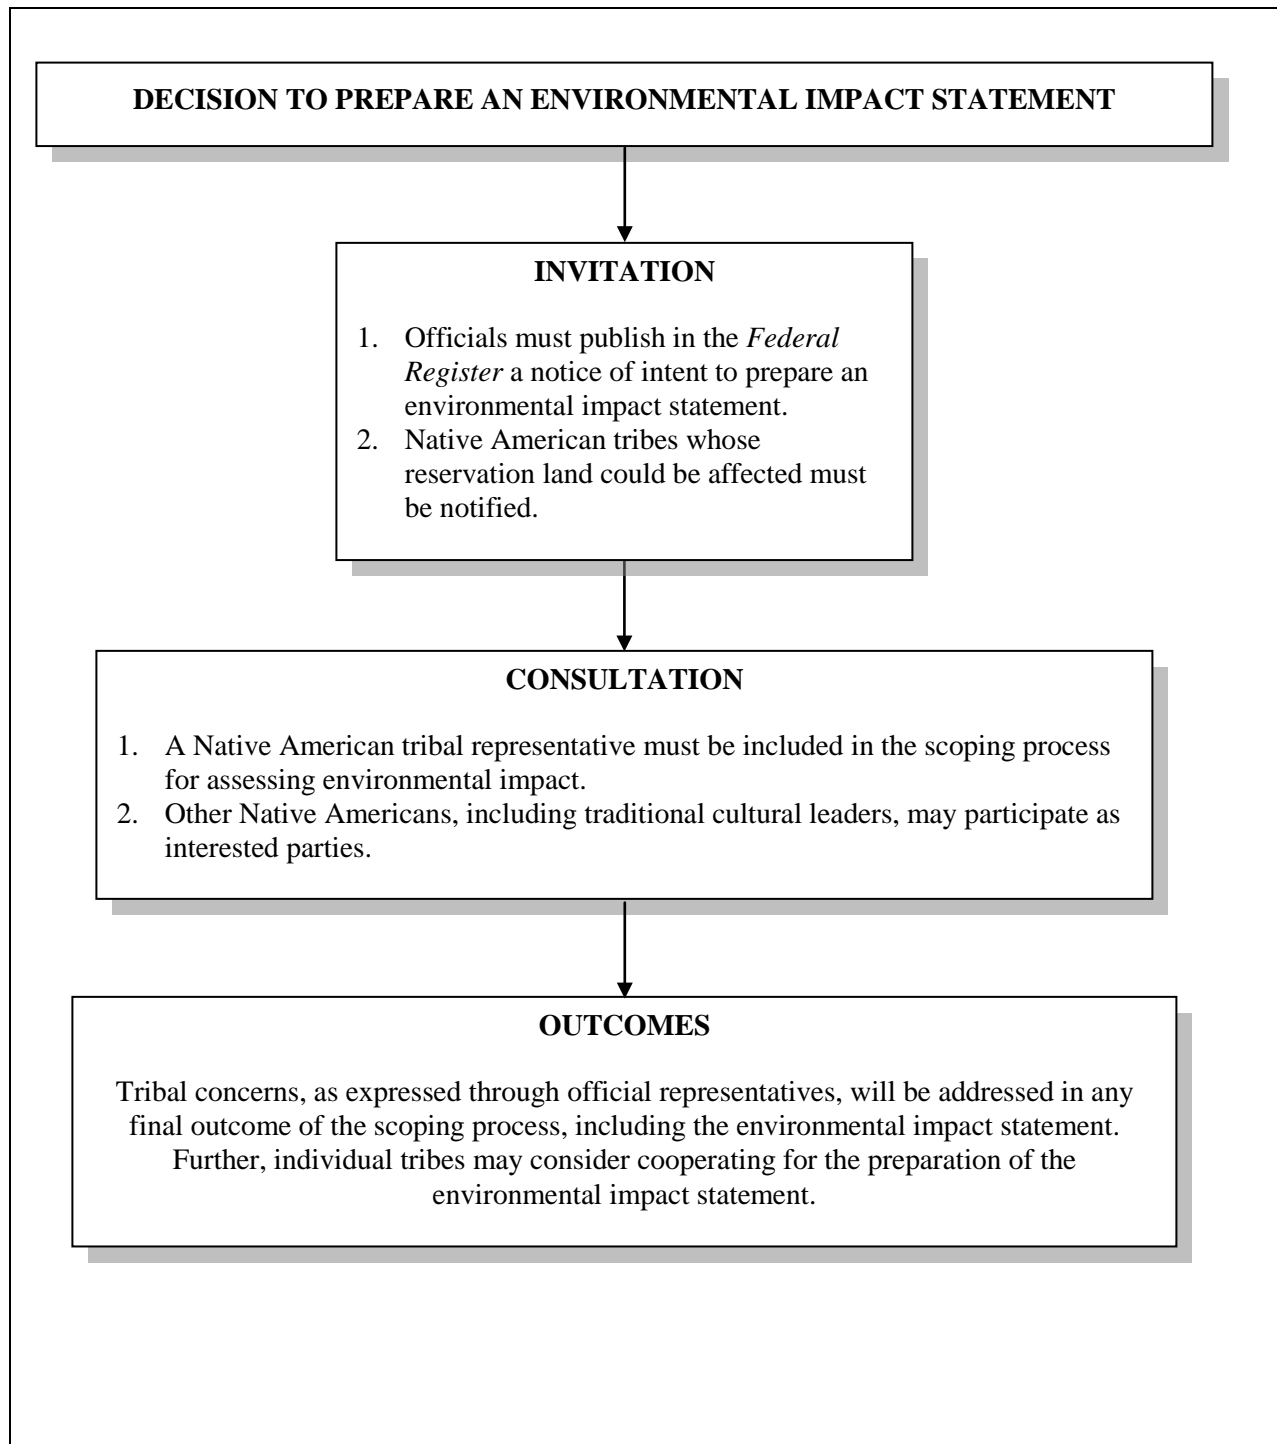 DECISION TO PREPARE AN ENVIRONMENTAL IMPACT STATEMENT
INVITATION
1. Officials must publish in the Federal
Register a notice of intent to prepare an
environmental impact statement.
2. Native American tribes whose
reservation land could be affected must
be notified.
CONSULTATION
1. A Native American tribal representative must be included in the scoping process
for assessing environmental impact.
2. Other Native Americans, including traditional cultural leaders, may participate as
interested parties.
OUTCOMES
Tribal concerns, as expressed through official representatives, will be addressed in any
final outcome of the scoping process, including the environmental impact statement.
Further, individual tribes may consider cooperating for the preparation of the
environmental impact statement.